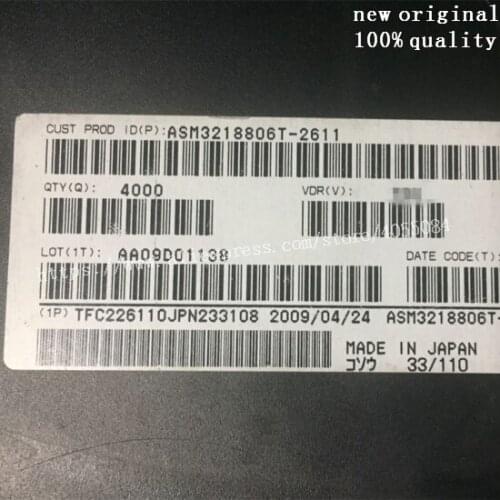 new original
100% quality
CUST PROD ID(P): ASM3218806T-2611
QTY(Q): 4000 VDR(V):
LOT(1T): AA09D01138 DATE CODE(T):
(1P) TFC226110JPN233108 2009/04/24 ASM3218806T-
MADE IN JAPAN
コソウ 33/110